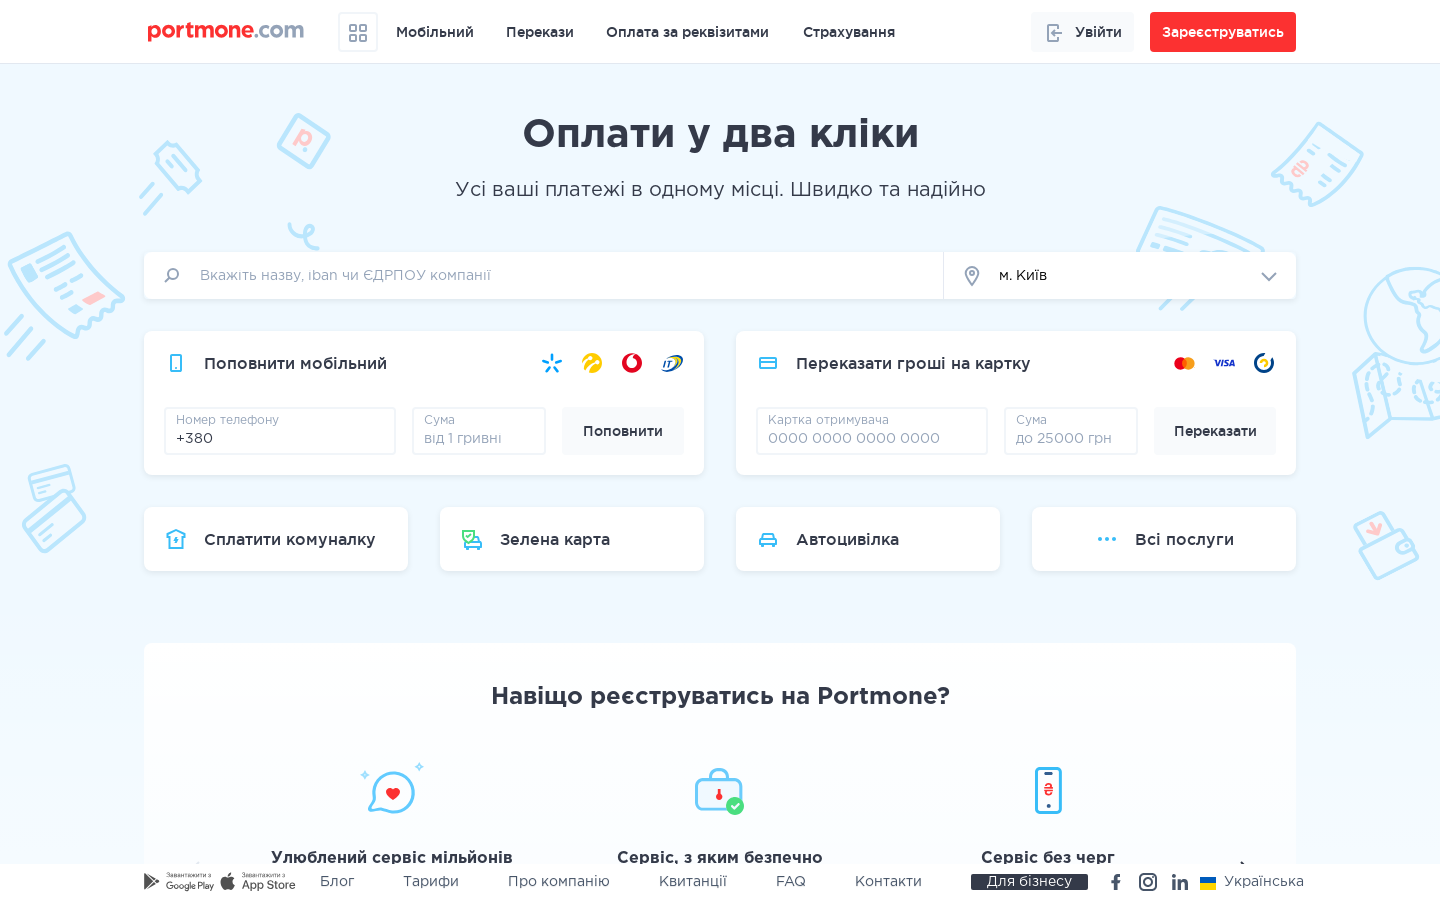 portmone.com Мобільний Перекази Оплата за реквізитами Страхування Увійти Зареєструватись
Оплати у два кліки
Усі ваші платежі в одному місці. Швидко та надійно
Вкажіть назву, iban чи ЄДРПОУ компанії м. Київ
Поповнити мобільний
Номер телефону
+380
Сума
від 1 гривні
Поповнити
Переказати гроші на картку
VISA
Картка отримувача
0000 0000 0000 0000
Сума
до 25000 грн
Переказати
Сплатити комуналку
Зелена карта
Автоцивілка
Всі послуги
Навіщо реєструватись на Portmone?
Улюблений сервіс мільйонів
Сервіс, з яким безпечно
Сервіс без черг
Завантажити з
Google Play
Завантажити з
App Store
Блог Тарифи Про компанію Квитанції FAQ Контакти Для бізнесу Українська